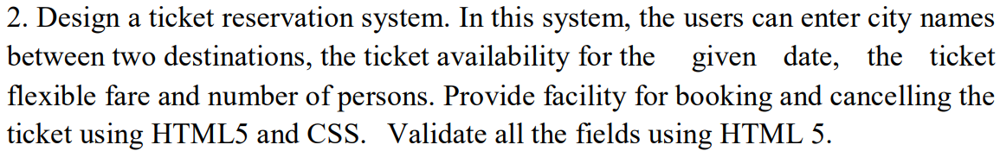 2. Design a ticket reservation system. In this system, the users can enter city names
between two destinations, the ticket availability for the given date, the ticket
flexible fare and number of persons. Provide facility for booking and cancelling the
ticket using HTML5 and CSS. Validate all the fields using HTML 5.